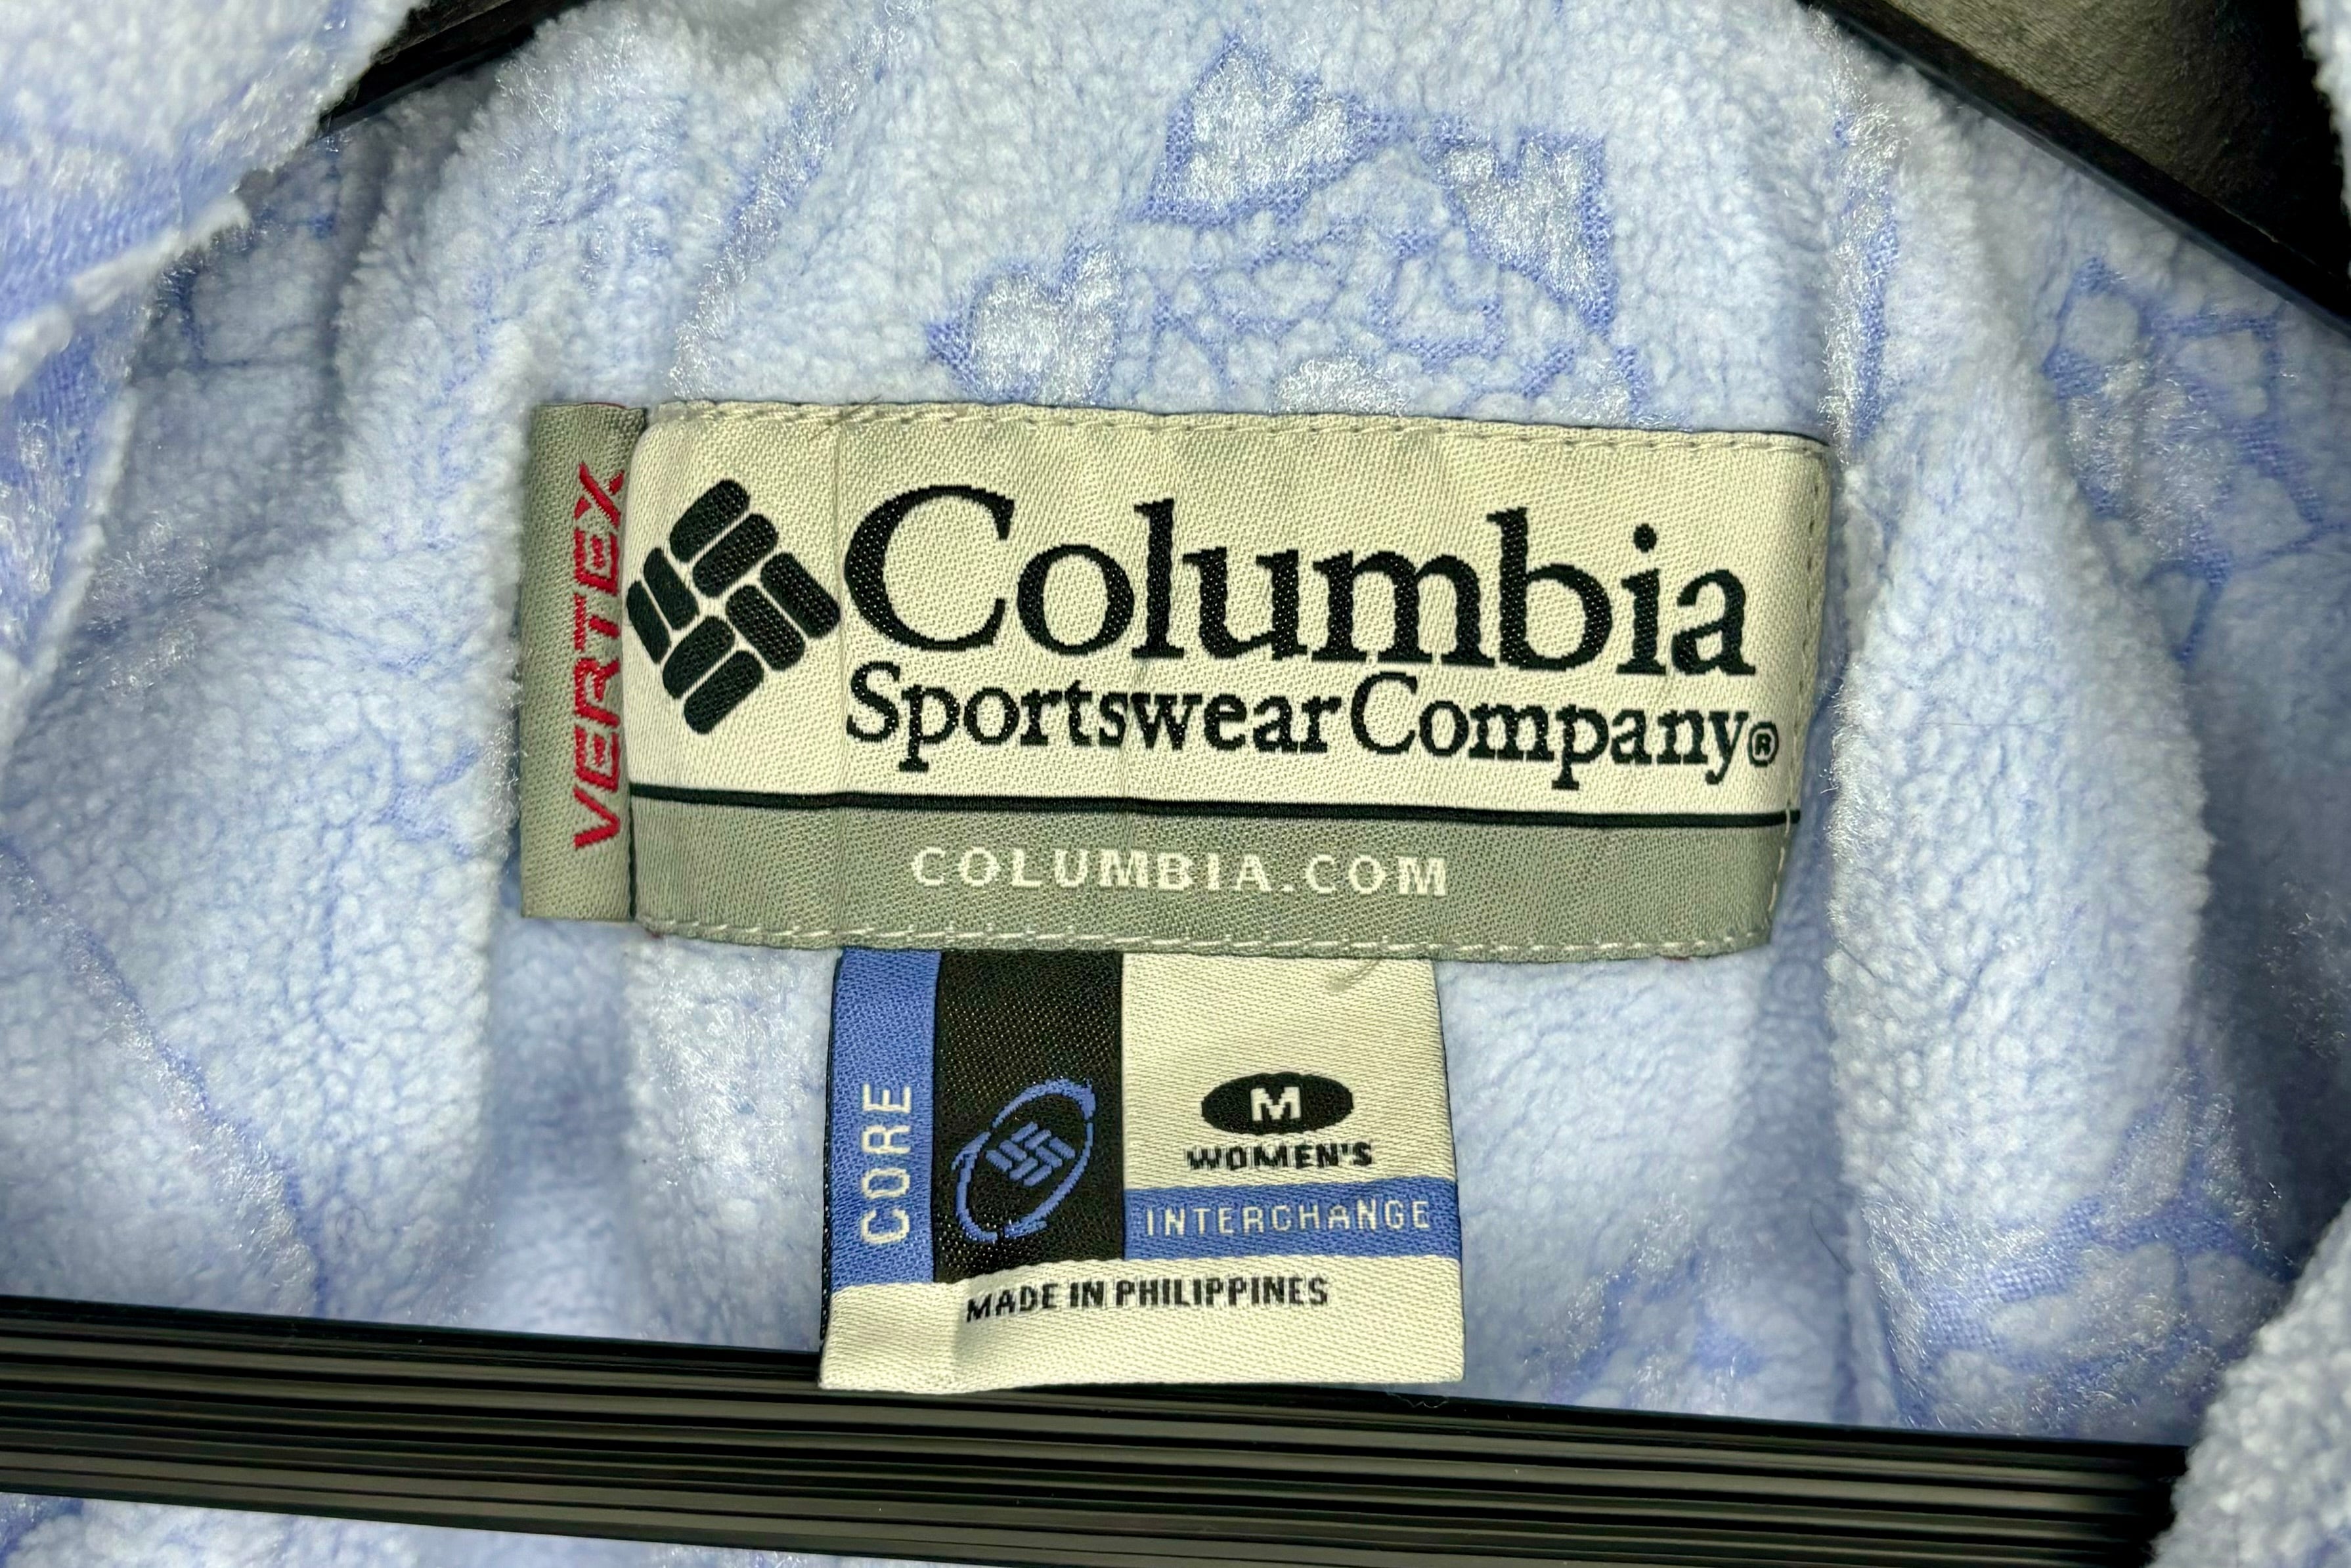 VERTEX
Columbia
Sportswear Company®
COLUMBIA.COM
CORE
M
WOMEN'S
INTERCHANGE
MADE IN PHILIPPINES